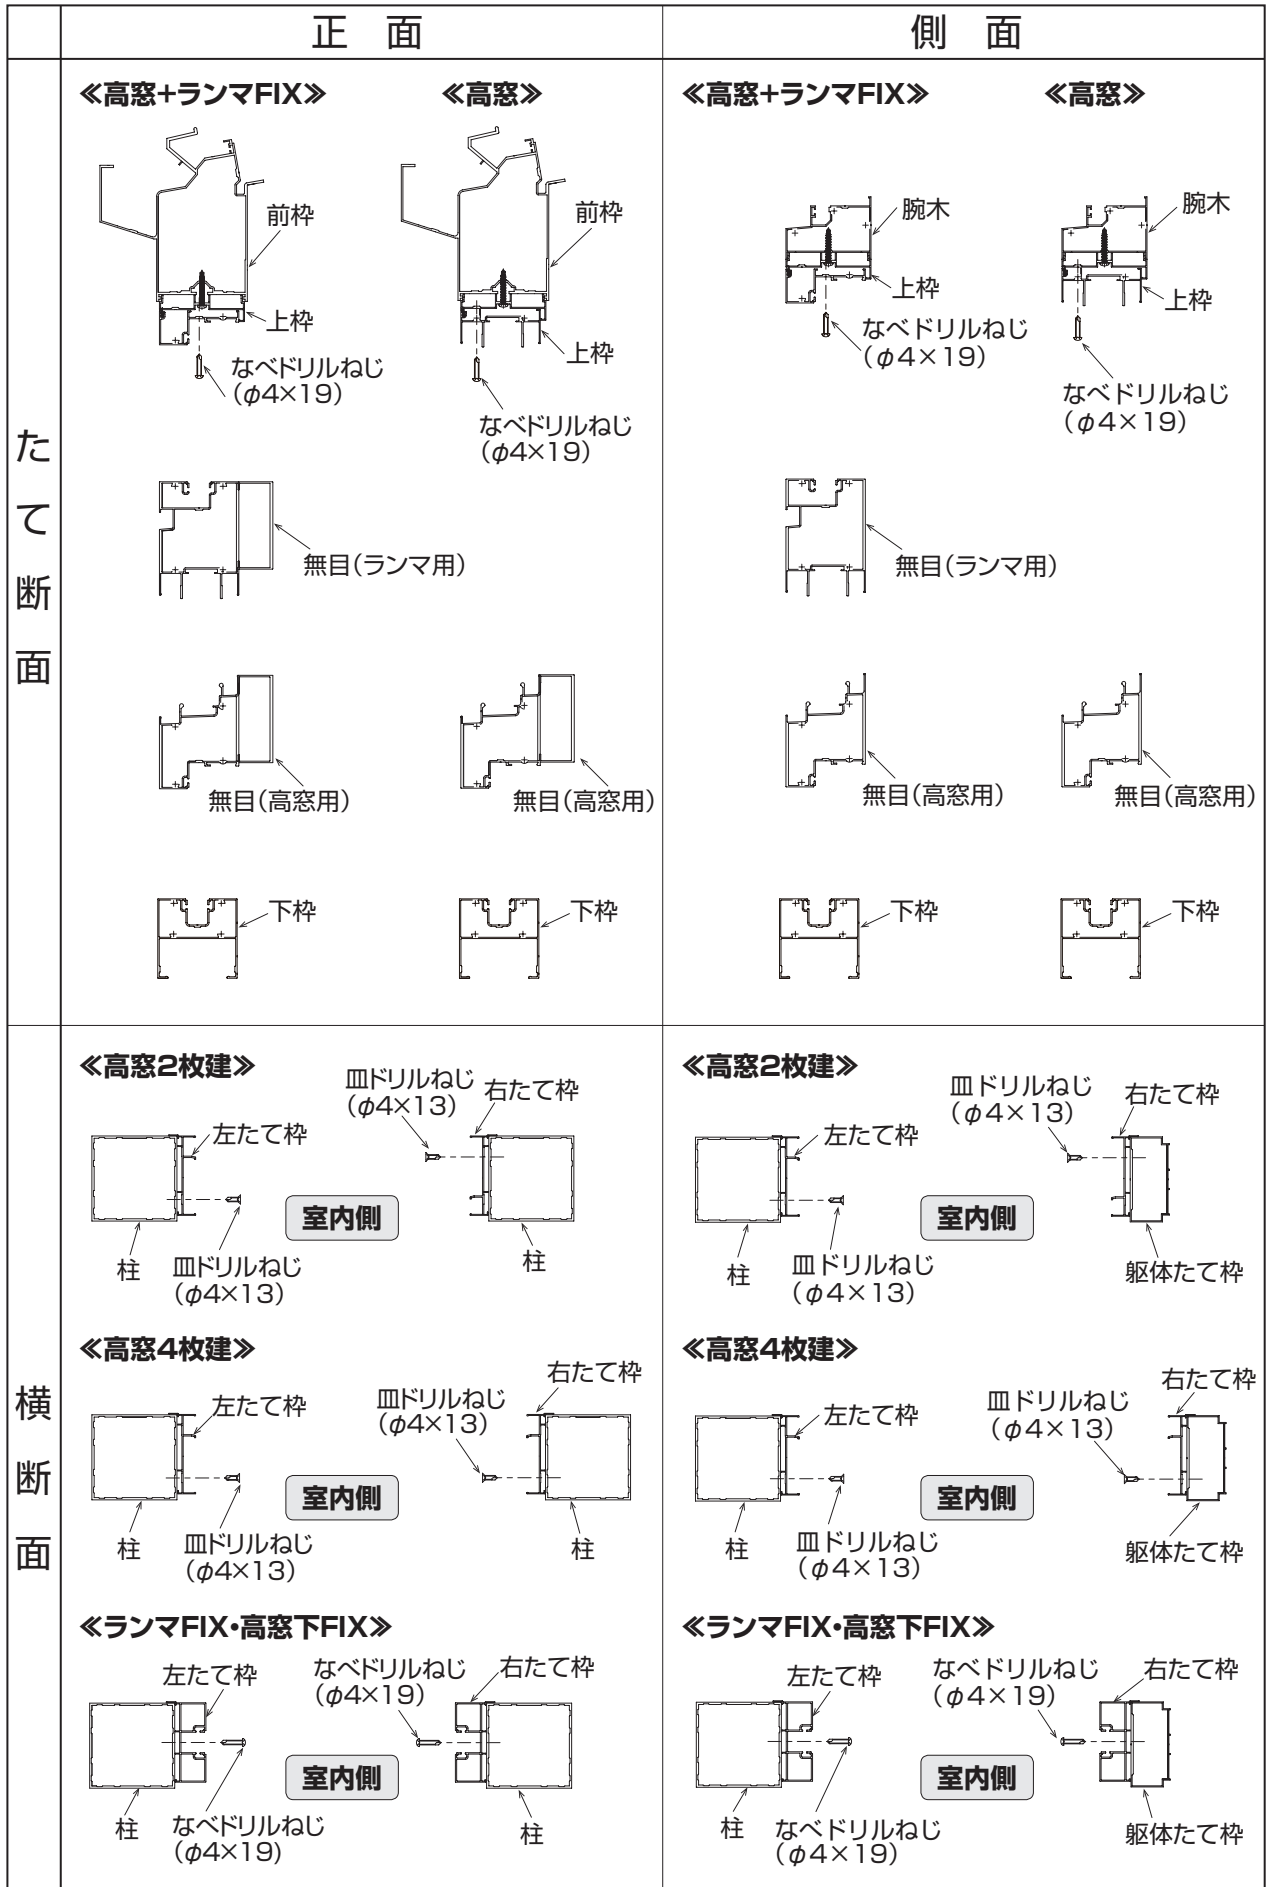 正　面
側　面
たて断面
≪高窓+ランマFIX≫
≪高窓≫
前枠
上枠
なべドリルねじ
(φ4×19)
前枠
上枠
なべドリルねじ
(φ4×19)
無目(ランマ用)
無目(高窓用)
無目(高窓用)
下枠
下枠
≪高窓+ランマFIX≫
≪高窓≫
腕木
上枠
なべドリルねじ
(φ4×19)
腕木
上枠
なべドリルねじ
(φ4×19)
無目(ランマ用)
無目(高窓用)
無目(高窓用)
下枠
下枠
横断面
≪高窓2枚建≫
皿ドリルねじ
(φ4×13)
右たて枠
左たて枠
室内側
柱
皿ドリルねじ
(φ4×13)
柱
≪高窓4枚建≫
右たて枠
皿ドリルねじ
(φ4×13)
左たて枠
室内側
柱
皿ドリルねじ
(φ4×13)
柱
≪ランマFIX・高窓下FIX≫
左たて枠
なべドリルねじ
(φ4×19)
右たて枠
室内側
柱
なべドリルねじ
(φ4×19)
柱
≪高窓2枚建≫
皿ドリルねじ
(φ4×13)
右たて枠
左たて枠
室内側
柱
皿ドリルねじ
(φ4×13)
躯体たて枠
≪高窓4枚建≫
右たて枠
皿ドリルねじ
(φ4×13)
左たて枠
室内側
柱
皿ドリルねじ
(φ4×13)
躯体たて枠
≪ランマFIX・高窓下FIX≫
左たて枠
なべドリルねじ
(φ4×19)
右たて枠
室内側
柱
なべドリルねじ
(φ4×19)
躯体たて枠